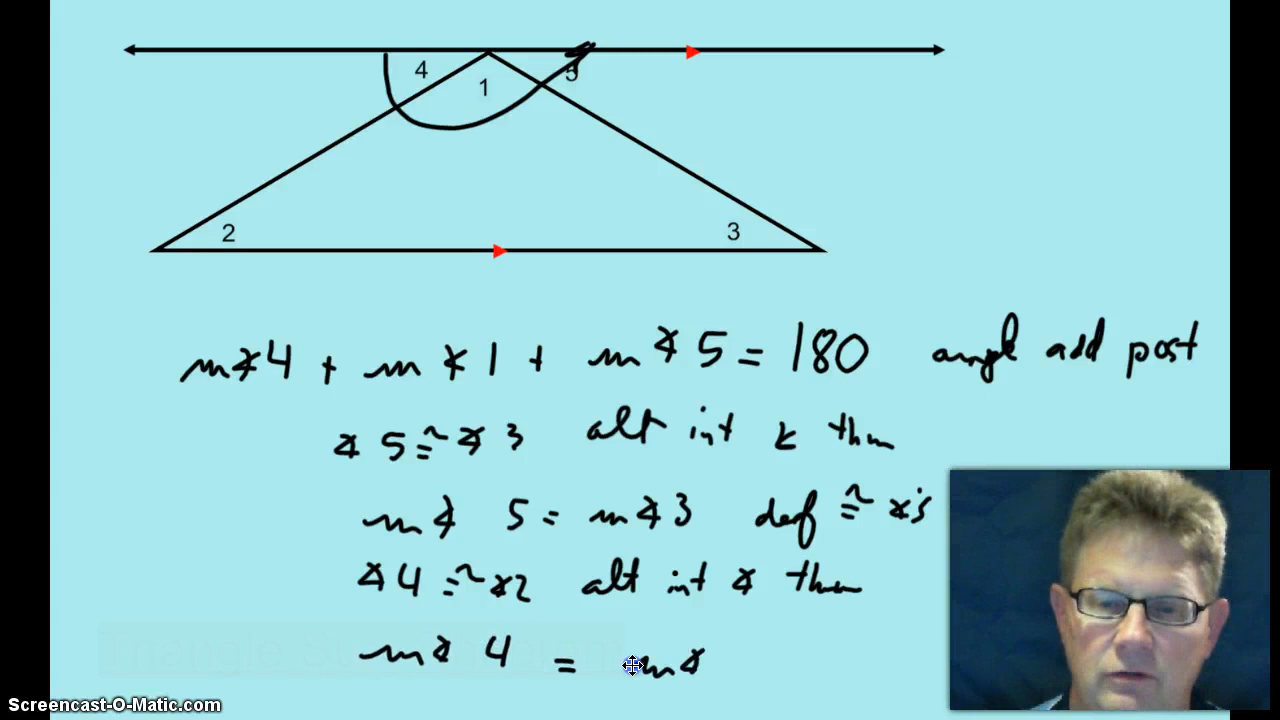 4 1 5
2 3
m∡4 + m∡1 + m∡5 = 180 angle add post
∡5 ≅ ∡3 alt int ∡ thm
m∡5 = m∡3 def ≅ ∡'s
∡4 ≅ ∡2 alt int ∡ thm
m∡4 = m∡
Screencast-O-Matic.com